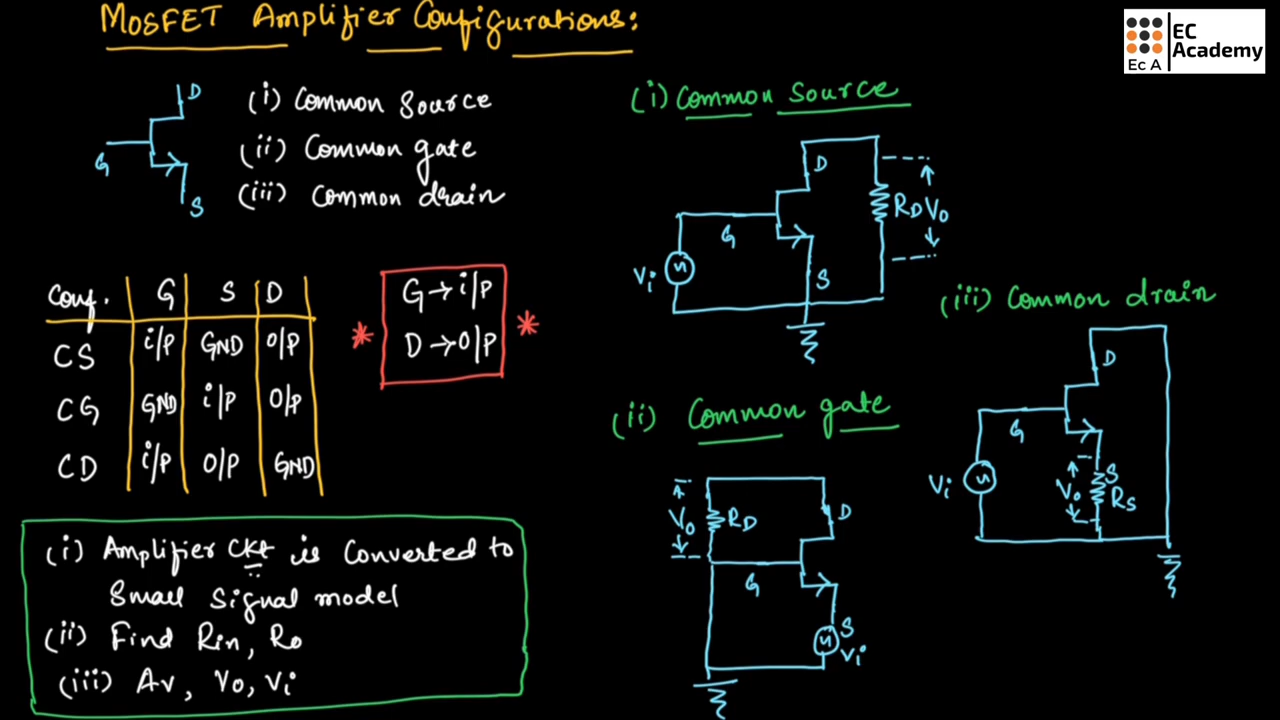 MOSFET Amplifier Configurations:
EC Academy
Ec A
D
G
S
(i) Common Source
(ii) Common gate
(iii) Common drain
Conf. G S D
CS i/p GND O/p
CG GND i/p O/p
CD i/p O/p GND
* G → i/p *
D → O/p
(i) Amplifier Ckt is Converted to
Small Signal model
(ii) Find Rin, Ro
(iii) Av, Vo, Vi
(i) Common Source
D
RD Vo
G
Vi
S
(ii) Common gate
Vo RD D
G
S
Vi
(iii) Common drain
D
G
Vi Vo S
RS